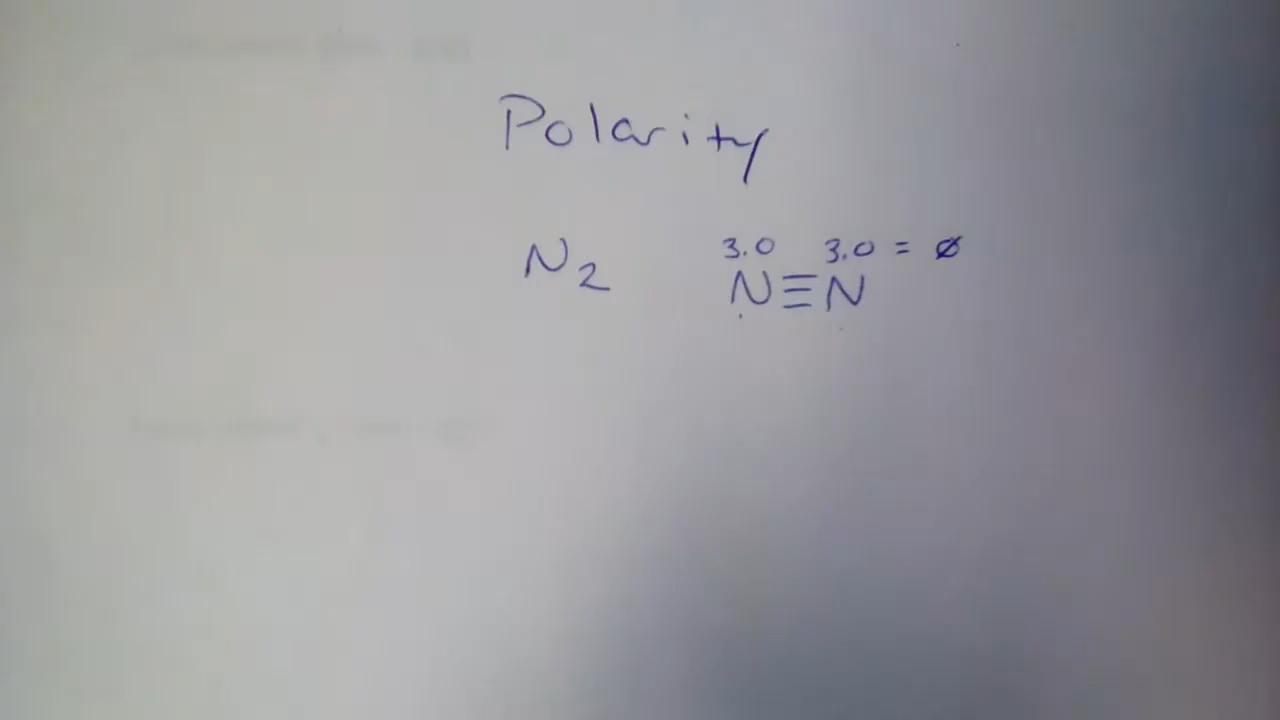 Polarity
3.0 3.0 = ∅
N₂ N≡N